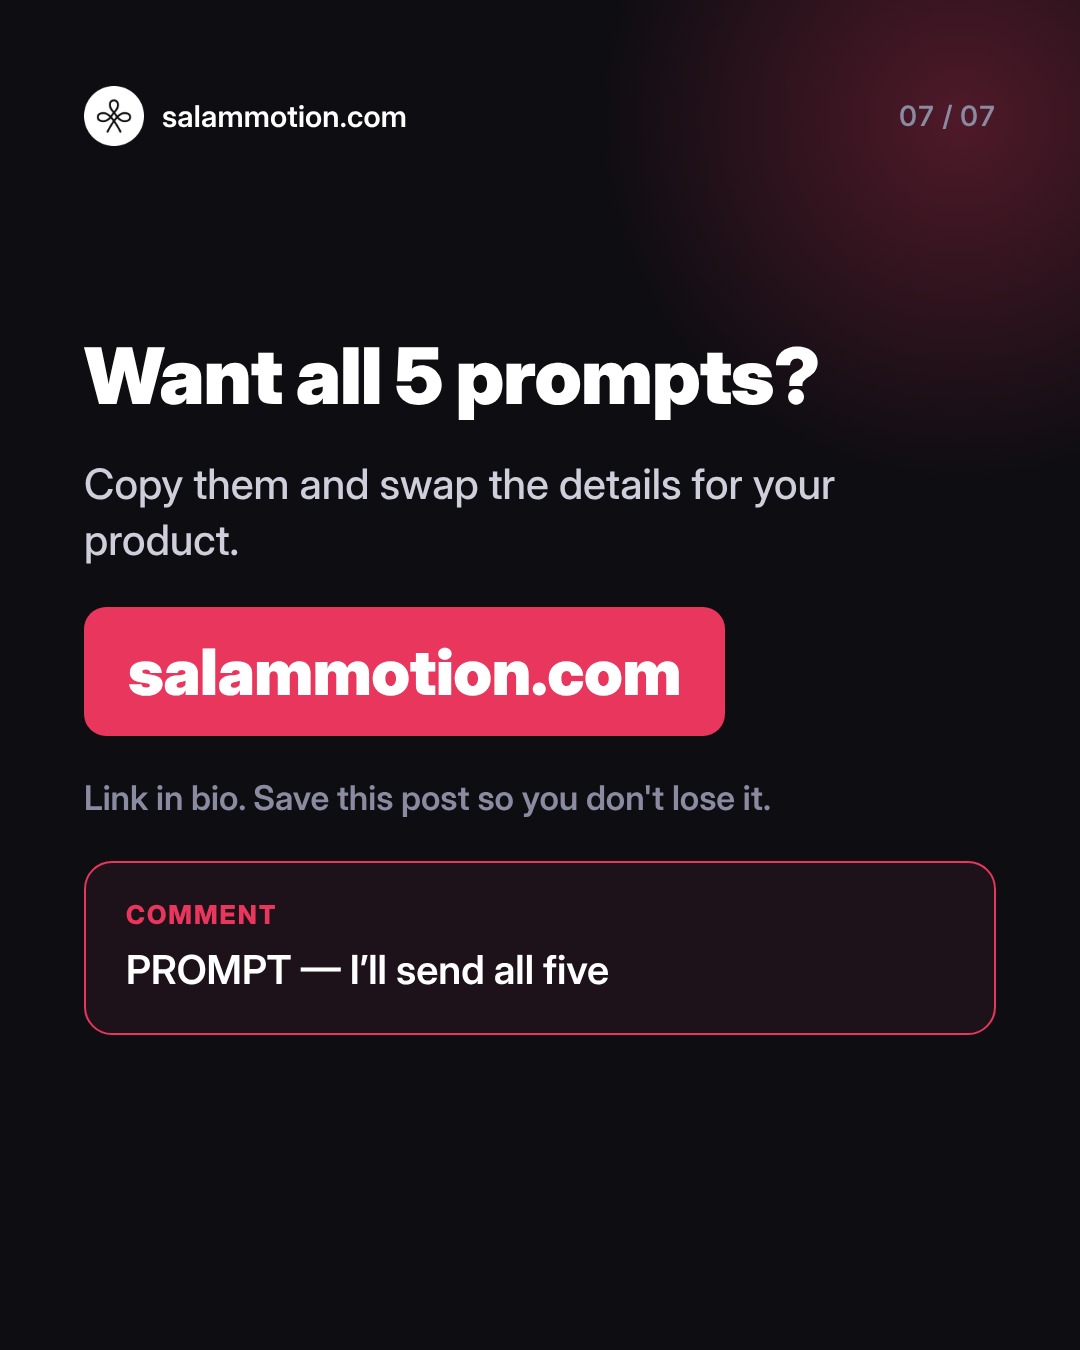 salammotion.com
07 / 07
Want all 5 prompts?
Copy them and swap the details for your
product.
salammotion.com
Link in bio. Save this post so you don't lose it.
COMMENT
PROMPT — I’ll send all five